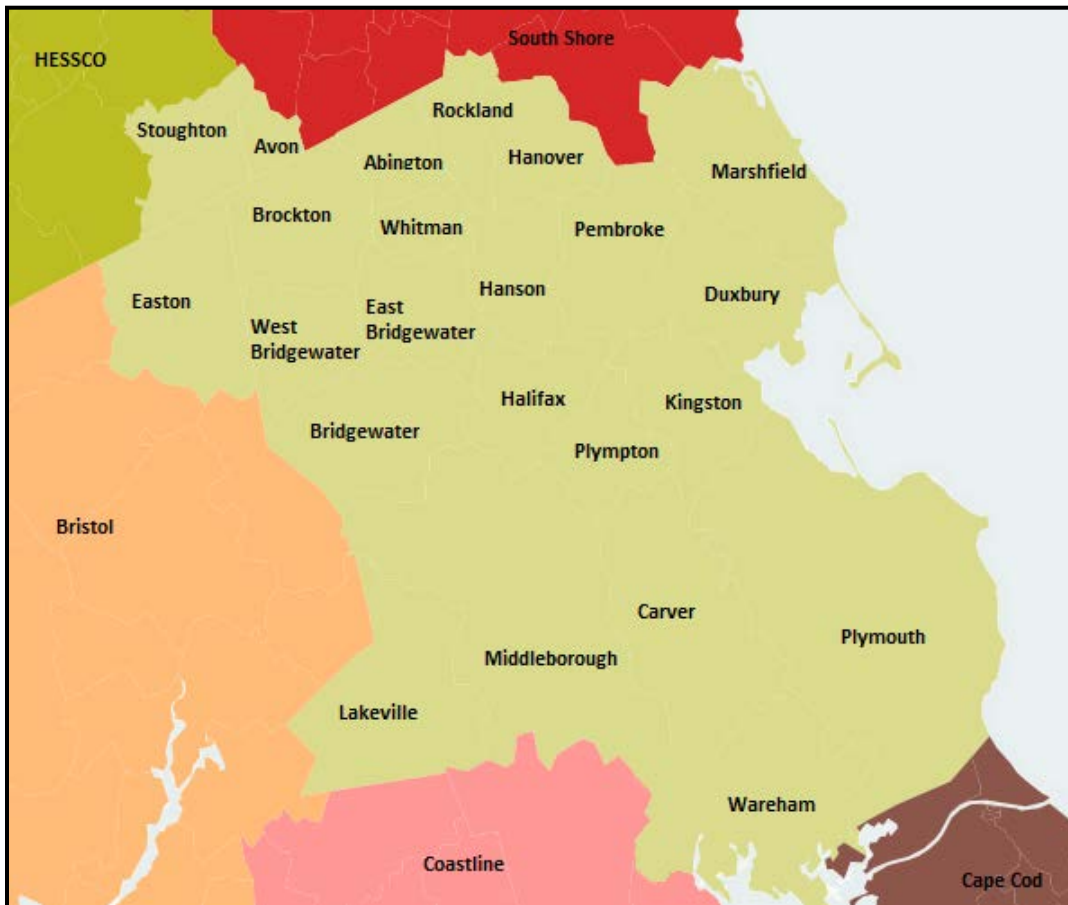 South Shore
HESSCO
Rockland
Stoughton
Avon
Abington
Hanover
Marshfield
Brockton
Whitman
Pembroke
Easton
Hanson
Duxbury
East
Bridgewater
West
Bridgewater
Halifax
Kingston
Bridgewater
Plympton
Bristol
Carver
Plymouth
Middleborough
Lakeville
Wareham
Coastline
Cape Cod